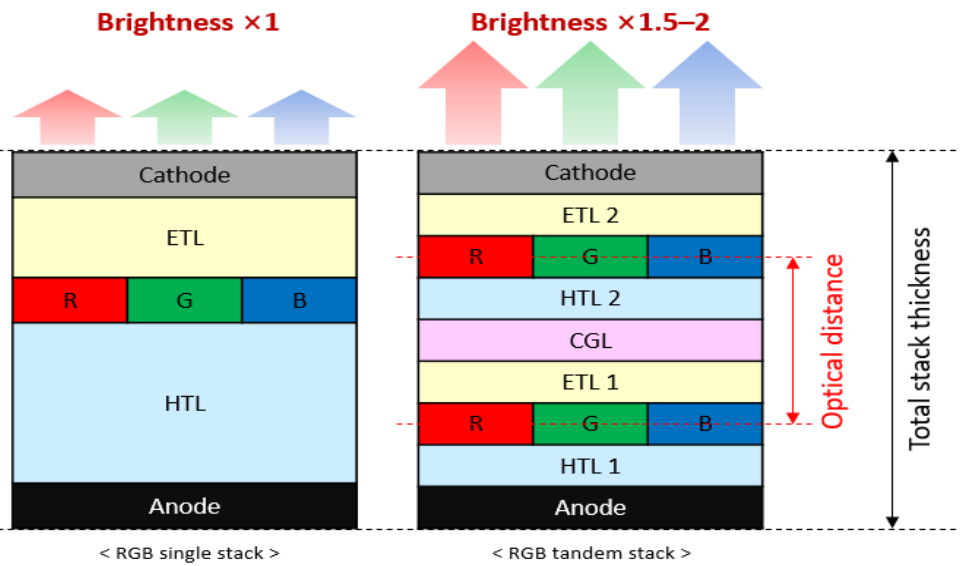 Brightness ×1
Brightness ×1.5–2
Cathode
ETL
R G B
HTL
Anode
< RGB single stack >
Cathode
ETL 2
R G B
HTL 2
CGL
ETL 1
R G B
HTL 1
Anode
< RGB tandem stack >
Optical distance
Total stack thickness